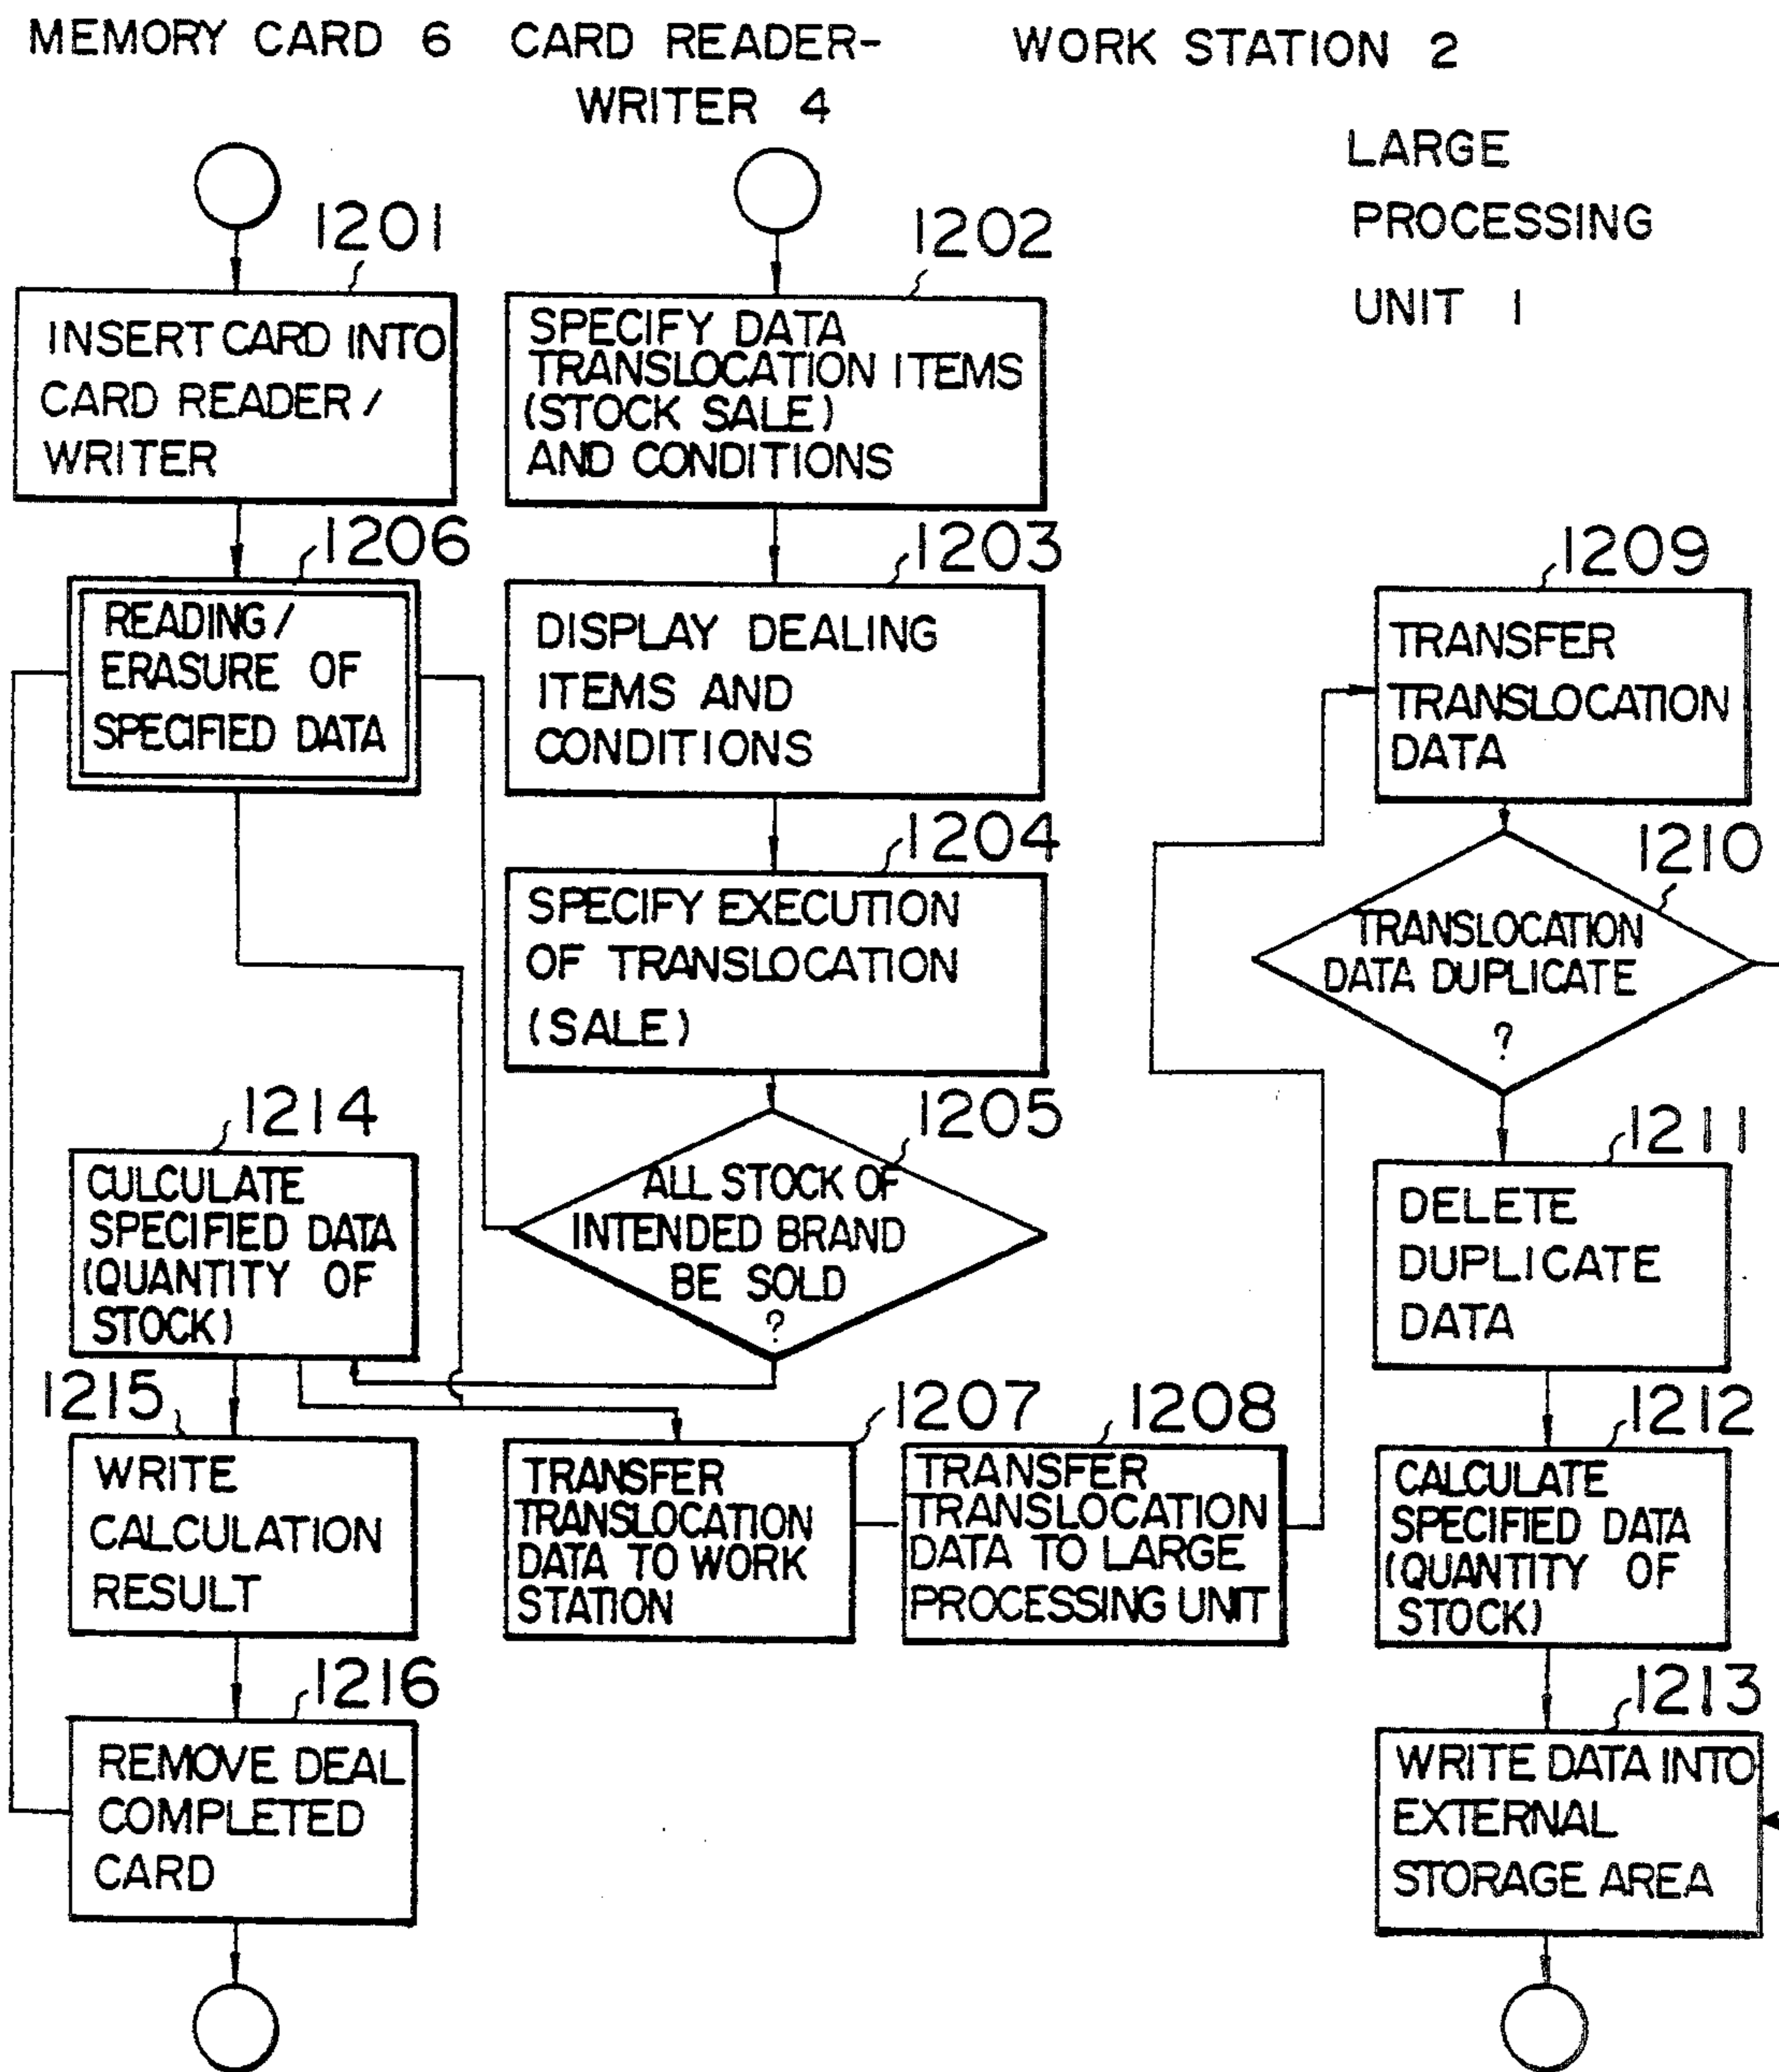 MEMORY CARD 6
CARD READER-
WRITER 4
WORK STATION 2
LARGE
PROCESSING
UNIT 1
1201
INSERT CARD INTO
CARD READER /
WRITER
1206
READING /
ERASURE OF
SPECIFIED DATA
1214
CULCULATE
SPECIFIED DATA
(QUANTITY OF
STOCK)
1215
WRITE
CALCULATION
RESULT
1216
REMOVE DEAL
COMPLETED
CARD
1202
SPECIFY DATA
TRANSLOCATION ITEMS
(STOCK SALE)
AND CONDITIONS
1203
DISPLAY DEALING
ITEMS AND
CONDITIONS
1204
SPECIFY EXECUTION
OF TRANSLOCATION
(SALE)
1205
ALL STOCK OF
INTENDED BRAND
BE SOLD
?
1207
TRANSFER
TRANSLOCATION
DATA TO WORK
STATION
1208
TRANSFER
TRANSLOCATION
DATA TO LARGE
PROCESSING UNIT
1209
TRANSFER
TRANSLOCATION
DATA
1210
TRANSLOCATION
DATA DUPLICATE
?
1211
DELETE
DUPLICATE
DATA
1212
CALCULATE
SPECIFIED DATA
(QUANTITY OF
STOCK)
1213
WRITE DATA INTO
EXTERNAL
STORAGE AREA